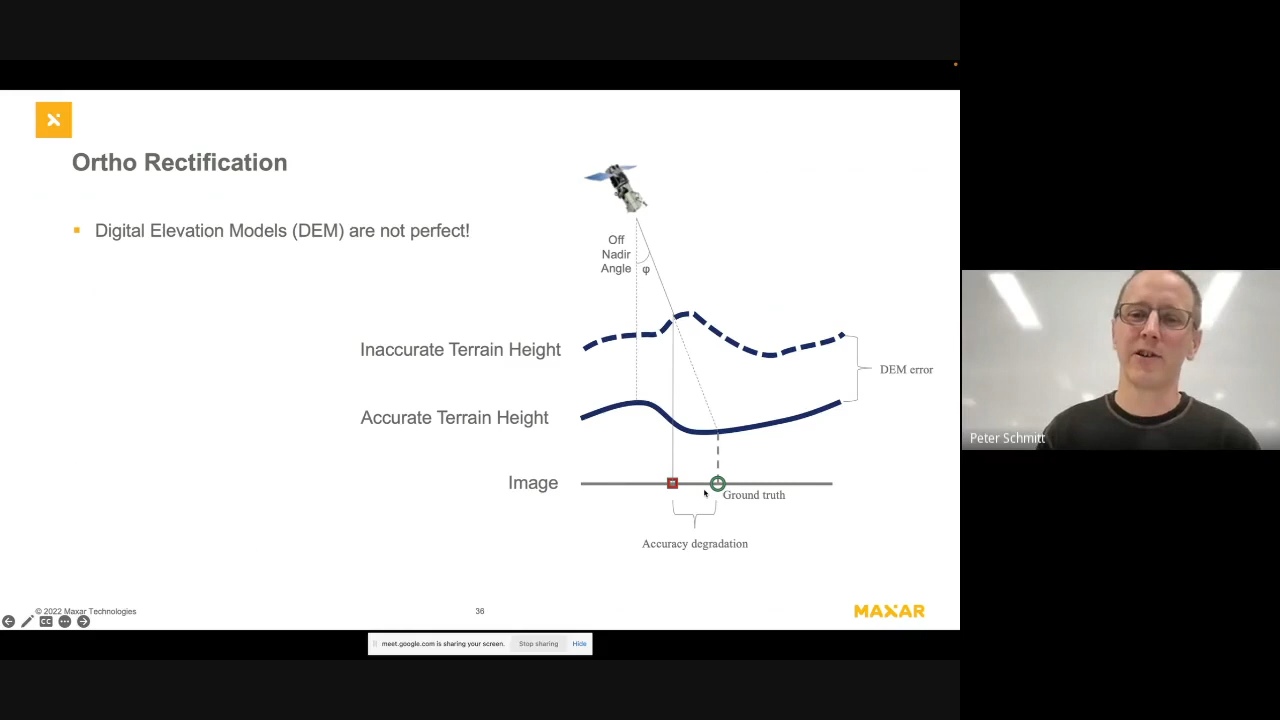 Ortho Rectification
Digital Elevation Models (DEM) are not perfect!
Off
Nadir
Angle
φ
Inaccurate Terrain Height
DEM error
Accurate Terrain Height
Image
Ground truth
Accuracy degradation
© 2022 Maxar Technologies
36
MAXAR
CC
meet.google.com is sharing your screen.
Stop sharing
Hide
Peter Schmitt